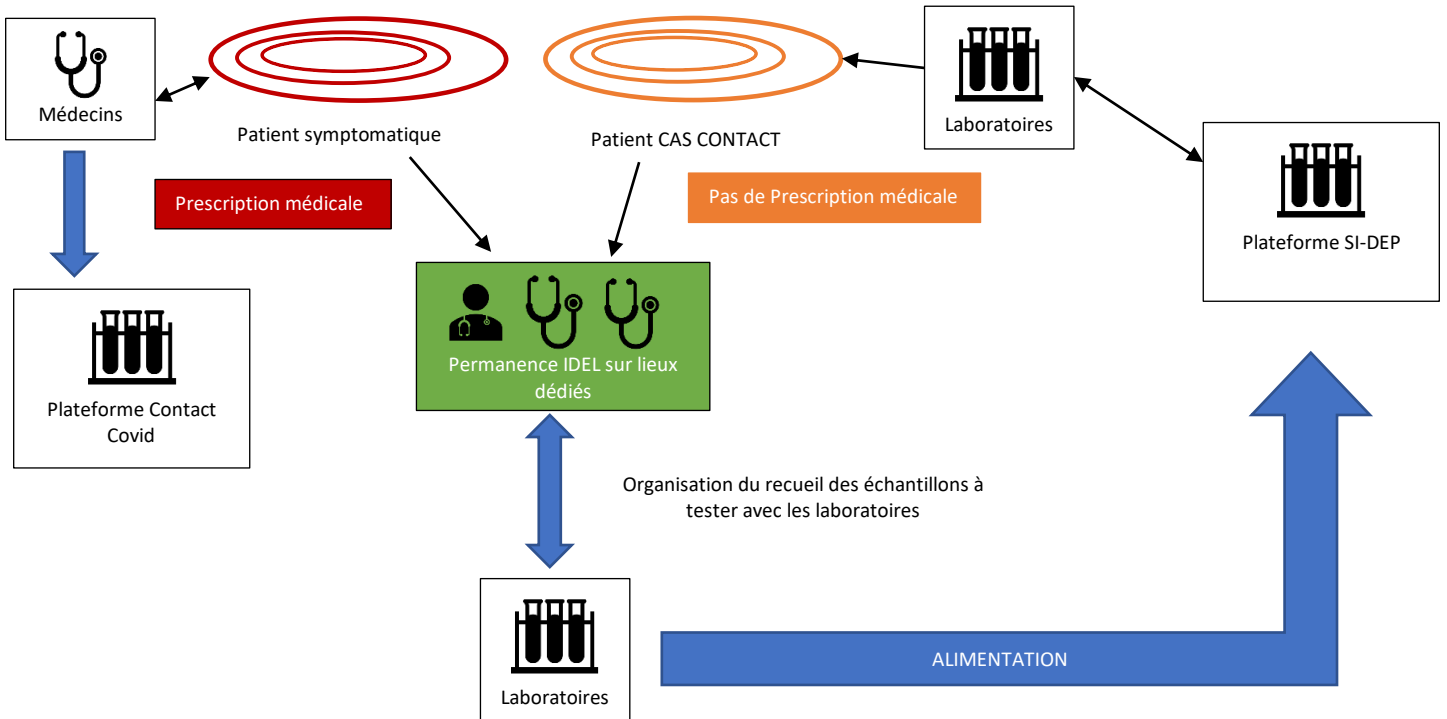 Médecins
Laboratoires
Patient symptomatique
Patient CAS CONTACT
Prescription médicale
Pas de Prescription médicale
Plateforme SI-DEP
Permanence IDEL sur lieux
dédiés
Plateforme Contact
Covid
Organisation du recueil des échantillons à
tester avec les laboratoires
ALIMENTATION
Laboratoires